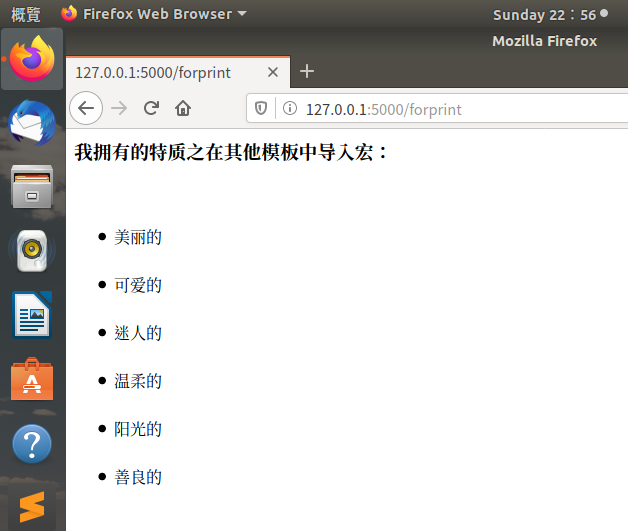 概覽 Firefox Web Browser Sunday 22：56
Mozilla Firefox
127.0.0.1:5000/forprint
127.0.0.1:5000/forprint
我拥有的特质之在其他模板中导入宏：
美丽的
可爱的
迷人的
温柔的
阳光的
善良的